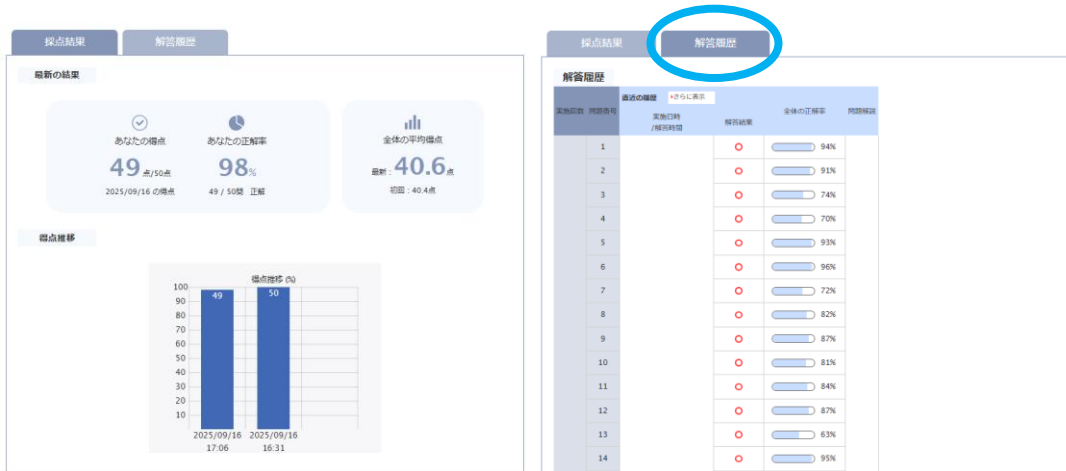 採点結果
解答履歴
最新の結果
あなたの得点
49 点/50点
2025/09/16 の得点
あなたの正解率
98%
49 / 50問 正解
全体の平均得点
最新: 40.6点
初回:40.4点
得点推移
得点推移 (%)
100
90
80
70
60
50
40
30
20
10
49
50
2025/09/16
17:06
2025/09/16
16:31
採点結果
解答履歴
解答履歴
実施回数
問題番号
直近の履歴
+さらに表示
実施日時
/解答時間
解答結果
全体の正解率
問題解説
1 94%
2 91%
3 74%
4 70%
5 93%
6 96%
7 72%
8 82%
9 87%
10 81%
11 84%
12 87%
13 63%
14 95%